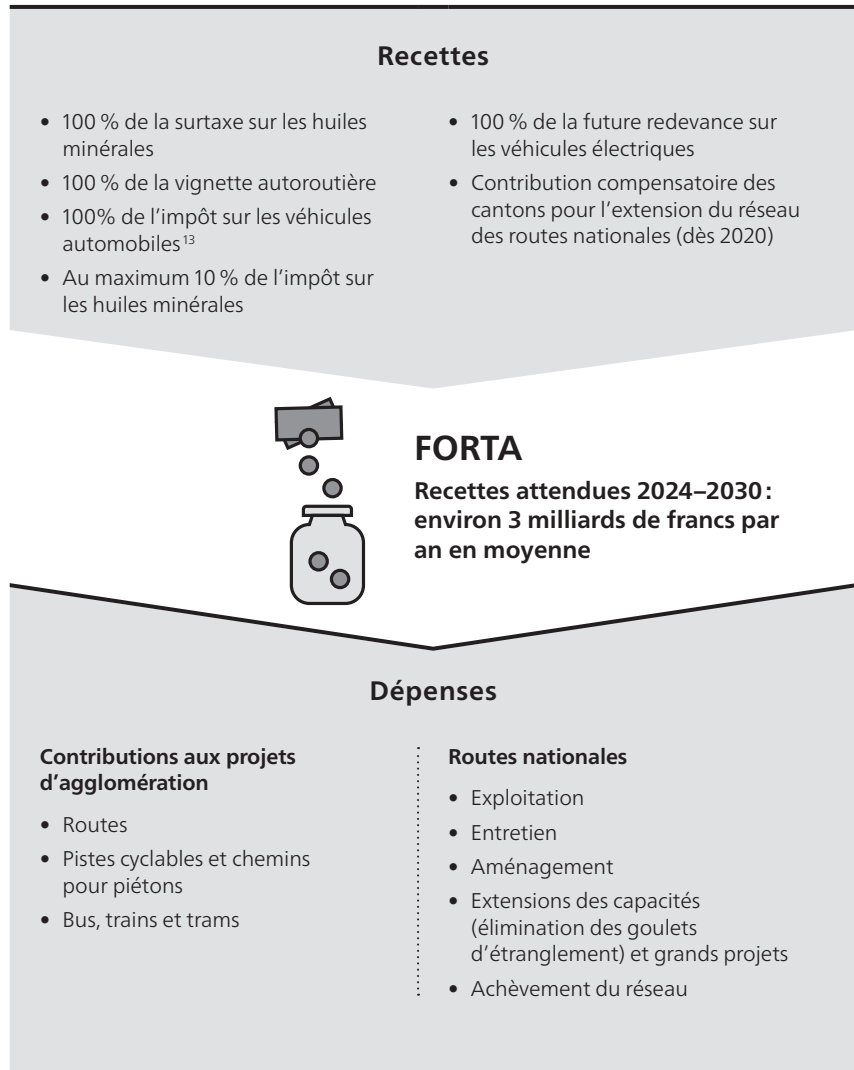 Recettes
• 100 % de la surtaxe sur les huiles
minérales
• 100 % de la vignette autoroutière
• 100% de l'impôt sur les véhicules
automobiles¹³
• Au maximum 10 % de l'impôt sur
les huiles minérales
• 100 % de la future redevance sur
les véhicules électriques
• Contribution compensatoire des
cantons pour l'extension du réseau
des routes nationales (dès 2020)
FORTA
Recettes attendues 2024–2030 :
environ 3 milliards de francs par
an en moyenne
Dépenses
Contributions aux projets
d'agglomération
• Routes
• Pistes cyclables et chemins
pour piétons
• Bus, trains et trams
Routes nationales
• Exploitation
• Entretien
• Aménagement
• Extensions des capacités
(élimination des goulets
d'étranglement) et grands projets
• Achèvement du réseau